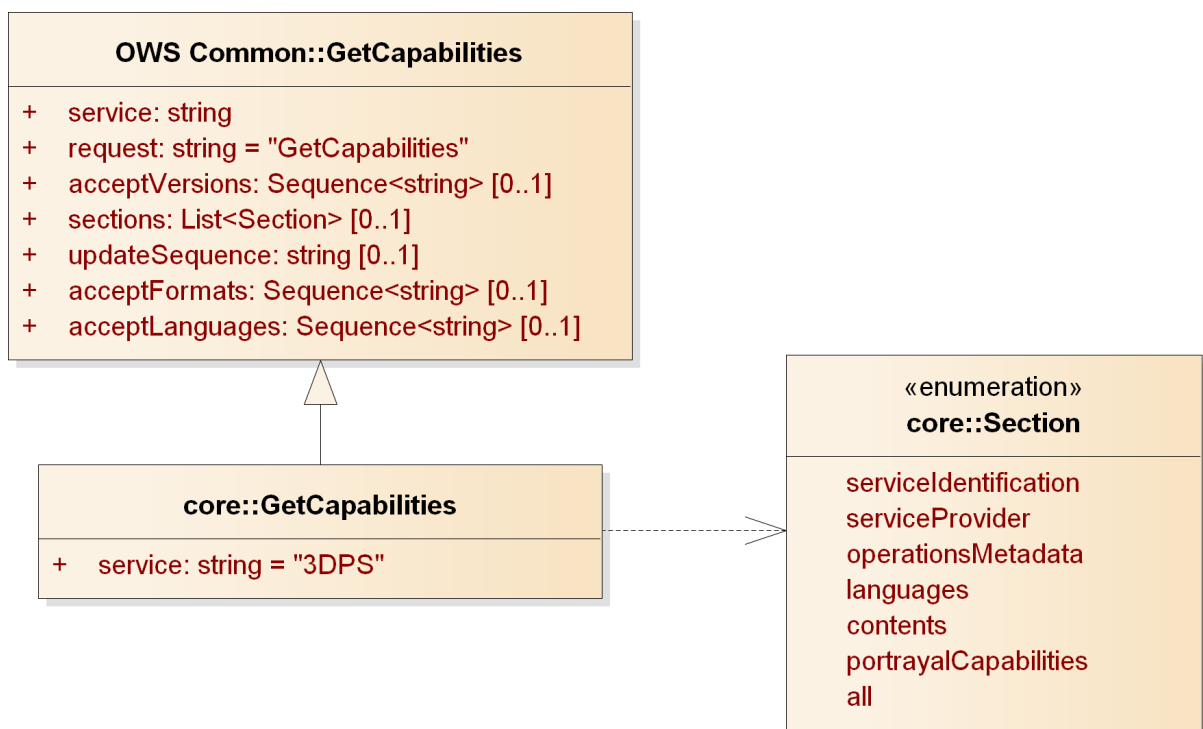 OWS Common::GetCapabilities
+ service: string
+ request: string = "GetCapabilities"
+ acceptVersions: Sequence<string> [0..1]
+ sections: List<Section> [0..1]
+ updateSequence: string [0..1]
+ acceptFormats: Sequence<string> [0..1]
+ acceptLanguages: Sequence<string> [0..1]
core::GetCapabilities
+ service: string = "3DPS"
«enumeration»
core::Section
serviceIdentification
serviceProvider
operationsMetadata
languages
contents
portrayalCapabilities
all